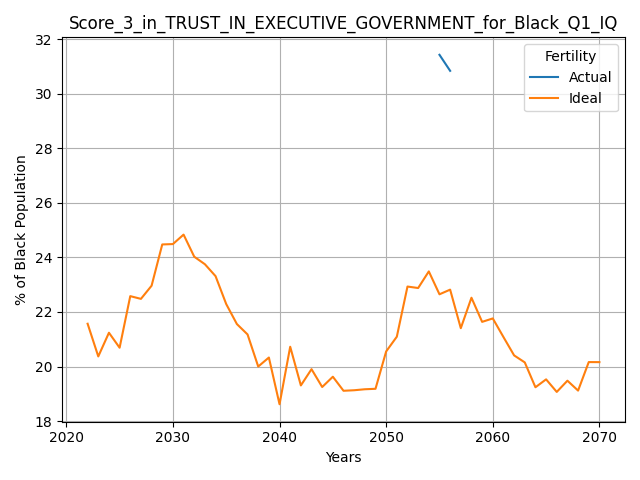 Score_3_in_TRUST_IN_EXECUTIVE_GOVERNMENT_for_Black_Q1_IQ
32
30
28
26
24
22
20
18
% of Black Population
Fertility
Actual
Ideal
2020 2030 2040 2050 2060 2070
Years